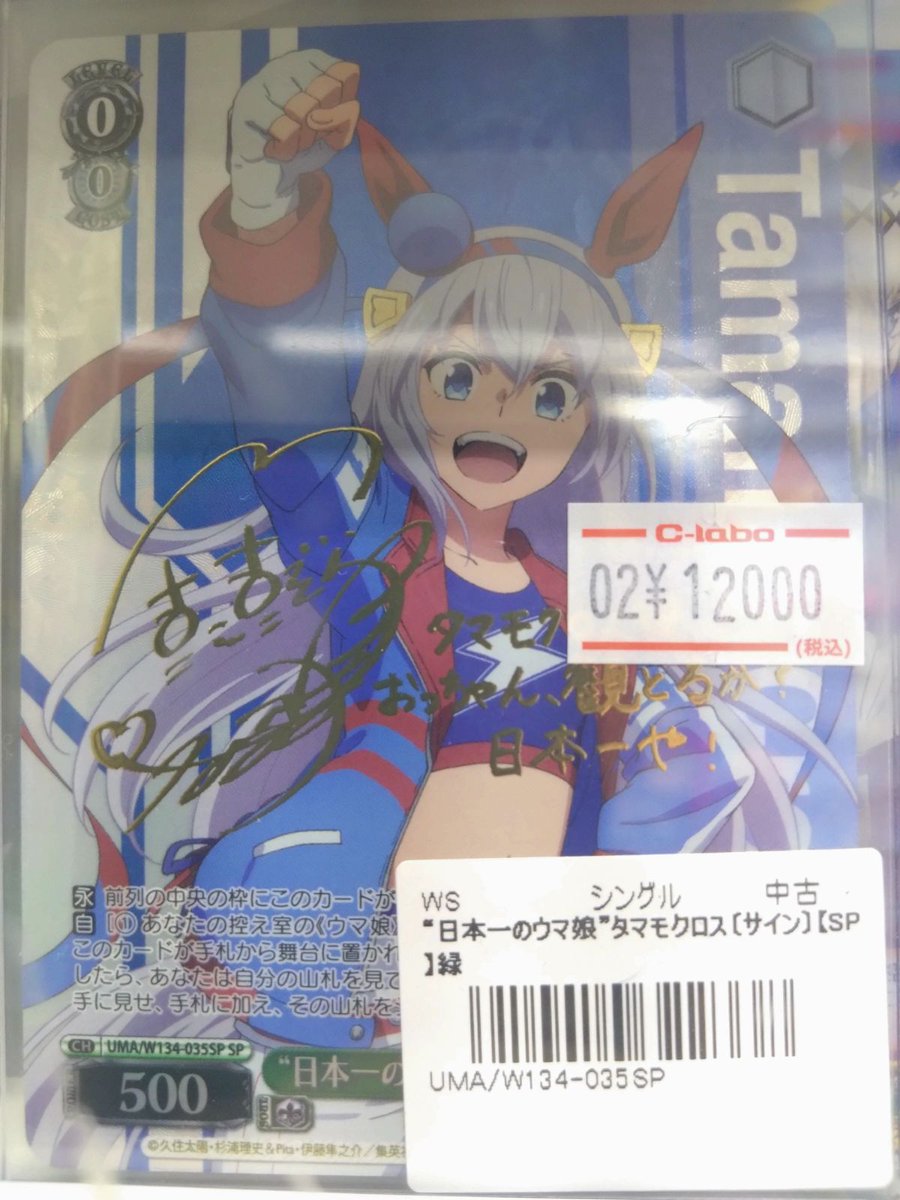 LEVEL
0
0
COST
Tamam
C-labo
02¥12000
(税込)
タマモク
おっちゃん、観とるか!
日本一や!
永 前列の中央の枠にこのカードが
自 [(1) あなたの控え室の《ウマ娘》
このカードが手札から舞台に置かれ
したら、あなたは自分の山札を見て
手に見せ、手札に加え、その山札を
CH UMA/W134-035SP SP
500
“日本一の
©久住太陽・杉浦理史&Pita・伊藤隼之介/集英社
WS シングル 中古
“日本一のウマ娘”タマモクロス〔サイン〕【SP
】緑
UMA/W134-035SP